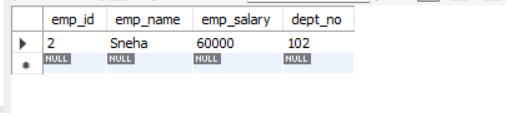 emp_id emp_name emp_salary dept_no
2 Sneha 60000 102
NULL NULL NULL NULL